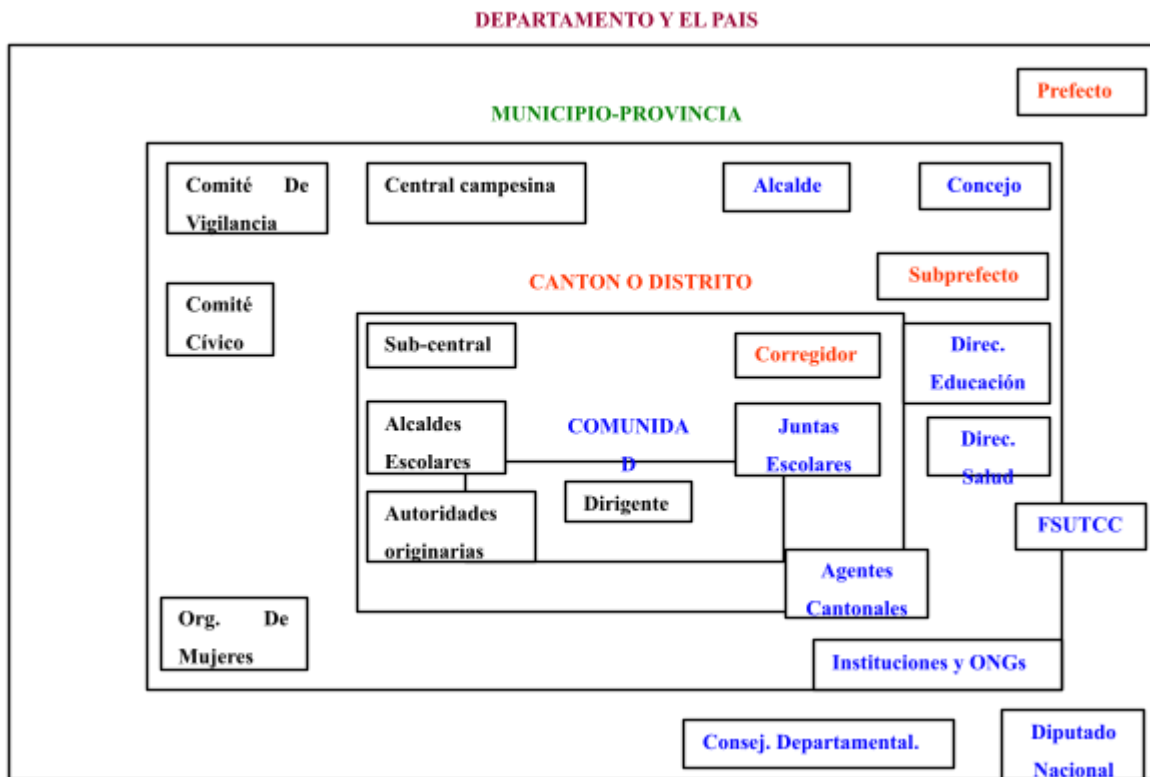 DEPARTAMENTO Y EL PAIS
Prefecto
MUNICIPIO-PROVINCIA
Comité De
Vigilancia
Central campesina
Alcalde
Concejo
CANTON O DISTRITO
Subprefecto
Comité
Cívico
Sub-central
Corregidor
Direc.
Educación
Alcaldes
Escolares
COMUNIDA
D
Juntas
Escolares
Direc.
Salud
Autoridades
originarias
Dirigente
FSUTCC
Agentes
Cantonales
Org. De
Mujeres
Instituciones y ONGs
Consej. Departamental.
Diputado
Nacional